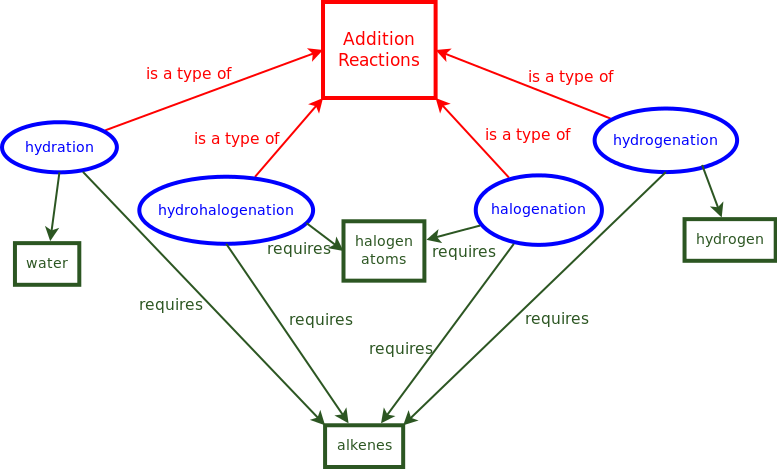 Addition
Reactions
is a type of
is a type of
is a type of
is a type of
hydration
hydrogenation
hydrohalogenation
halogenation
halogen
atoms
requires
requires
hydrogen
water
requires
requires
requires
requires
alkenes